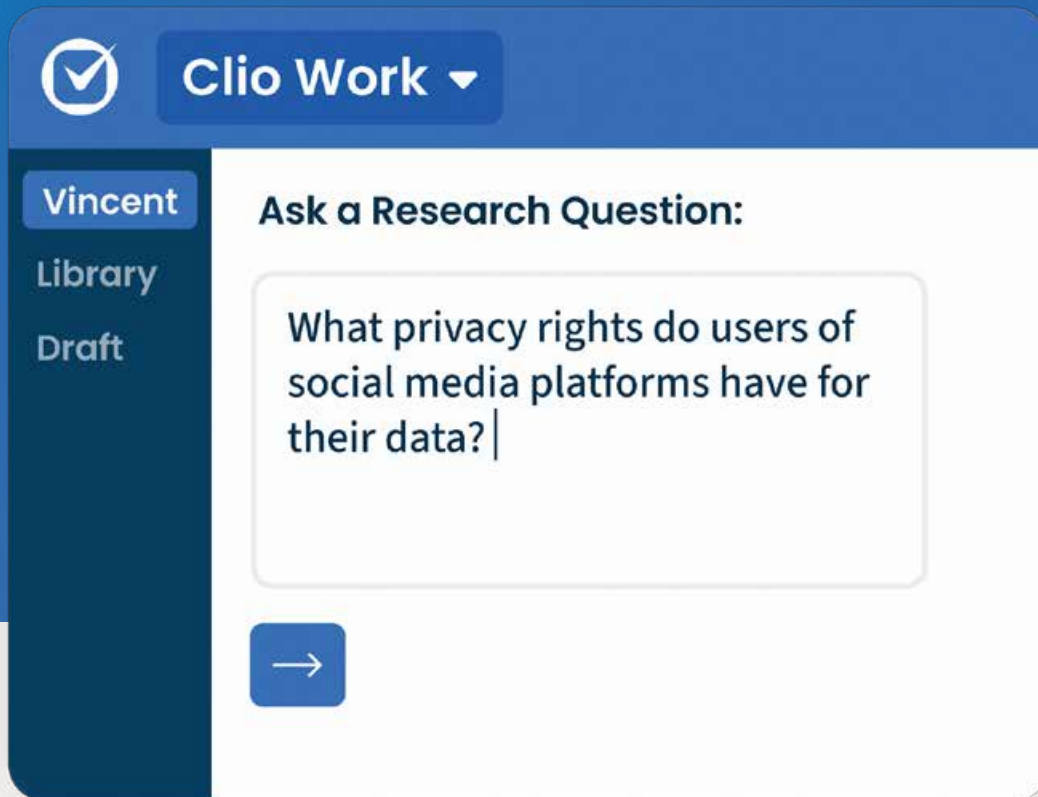 Clio Work
Vincent
Library
Draft
Ask a Research Question:
What privacy rights do users of
social media platforms have for
their data?